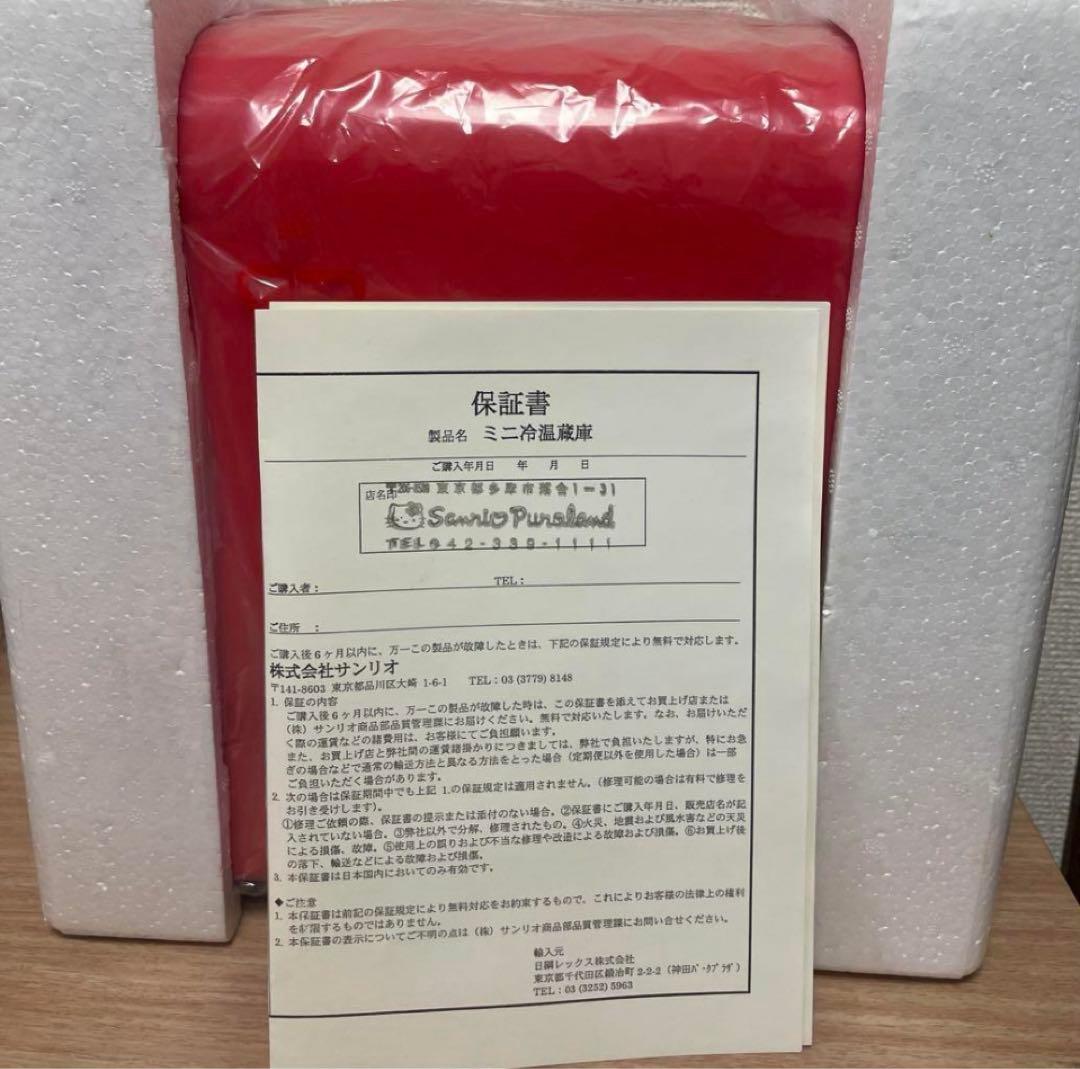 保証書
製品名 ミニ冷温蔵庫
ご購入年月日 年 月 日
店名印
東京都多摩市落合1-31
Sanrio Puroland
TEL042-339-1111
ご購入者： TEL：
ご住所 ：
ご購入後6ヶ月以内に、万一この製品が故障したときは、下記の保証規定により無料で対応します。
株式会社サンリオ
〒141-8603 東京都品川区大崎 1-6-1 TEL：03 (3779) 8148
1. 保証の内容
ご購入後6ヶ月以内に、万一この製品が故障した時は、この保証書を添えてお買上げ店または
（株）サンリオ商品部品質管理課にお届けください。無料で対応いたします。なお、お届けいただ
く際の運賃などの諸費用は、お客様にてご負担願います。
また、お買上げ店と弊社間の運賃諸掛かりにつきましては、弊社で負担いたしますが、特にお急
ぎの場合などで通常の輸送方法と異なる方法をとった場合（定期便以外を使用した場合）は一部
ご負担いただく場合があります。
2. 次の場合は保証期間中でも上記 1.の保証規定は適用されません。（修理可能の場合は有料で修理を
お引き受けします）。
①修理ご依頼の際、保証書の提示または添付のない場合。②保証書にご購入年月日、販売店名が記
入されていない場合。③弊社以外で分解、修理されたもの。④火災、地震および風水害などの天災
による損傷、故障。⑤使用上の誤りおよび不当な修理や改造による故障および損傷。⑥お買上げ後
の落下、輸送などによる故障および損傷。
3. 本保証書は日本国内においてのみ有効です。
◆ご注意
1. 本保証書は前記の保証規定により無料対応をお約束するもので、これによりお客様の法律上の権利
を制限するものではありません。
2. 本保証書の表示についてご不明の点は（株）サンリオ商品部品質管理課にお問い合せください。
輸入元
日綱レックス株式会社
東京都千代田区鍛冶町 2-2-2（神田パークプラザ）
TEL：03 (3252) 5963